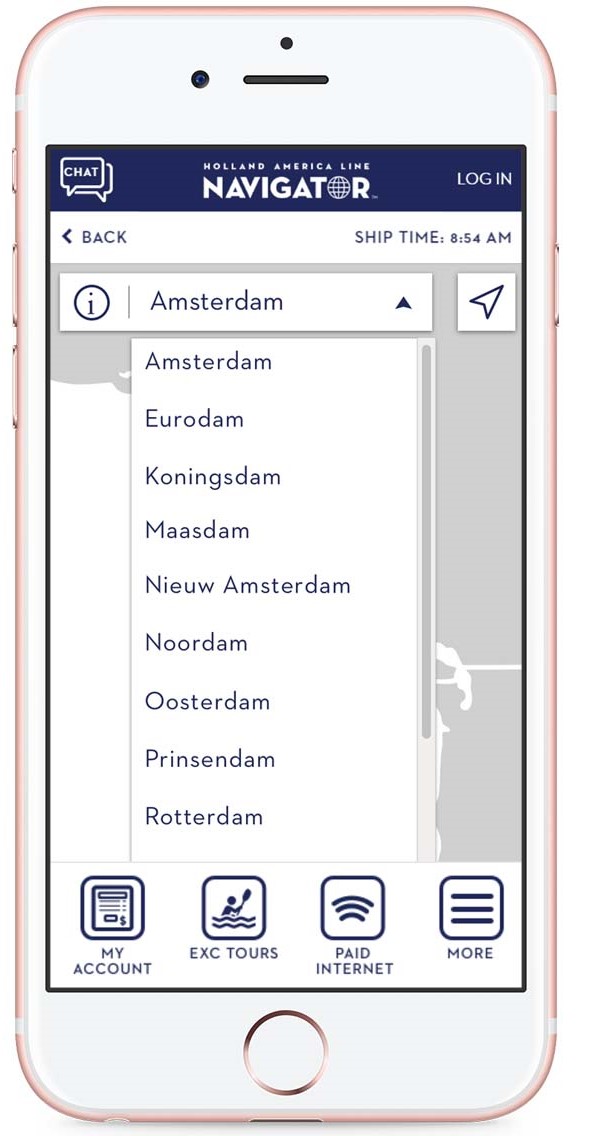 CHAT
HOLLAND AMERICA LINE
NAVIGATOR™
LOG IN
BACK
SHIP TIME: 8:54 AM
i
Amsterdam
Amsterdam
Eurodam
Koningsdam
Maasdam
Nieuw Amsterdam
Noordam
Oosterdam
Prinsendam
Rotterdam
$
MY
ACCOUNT
EXC TOURS
PAID
INTERNET
MORE